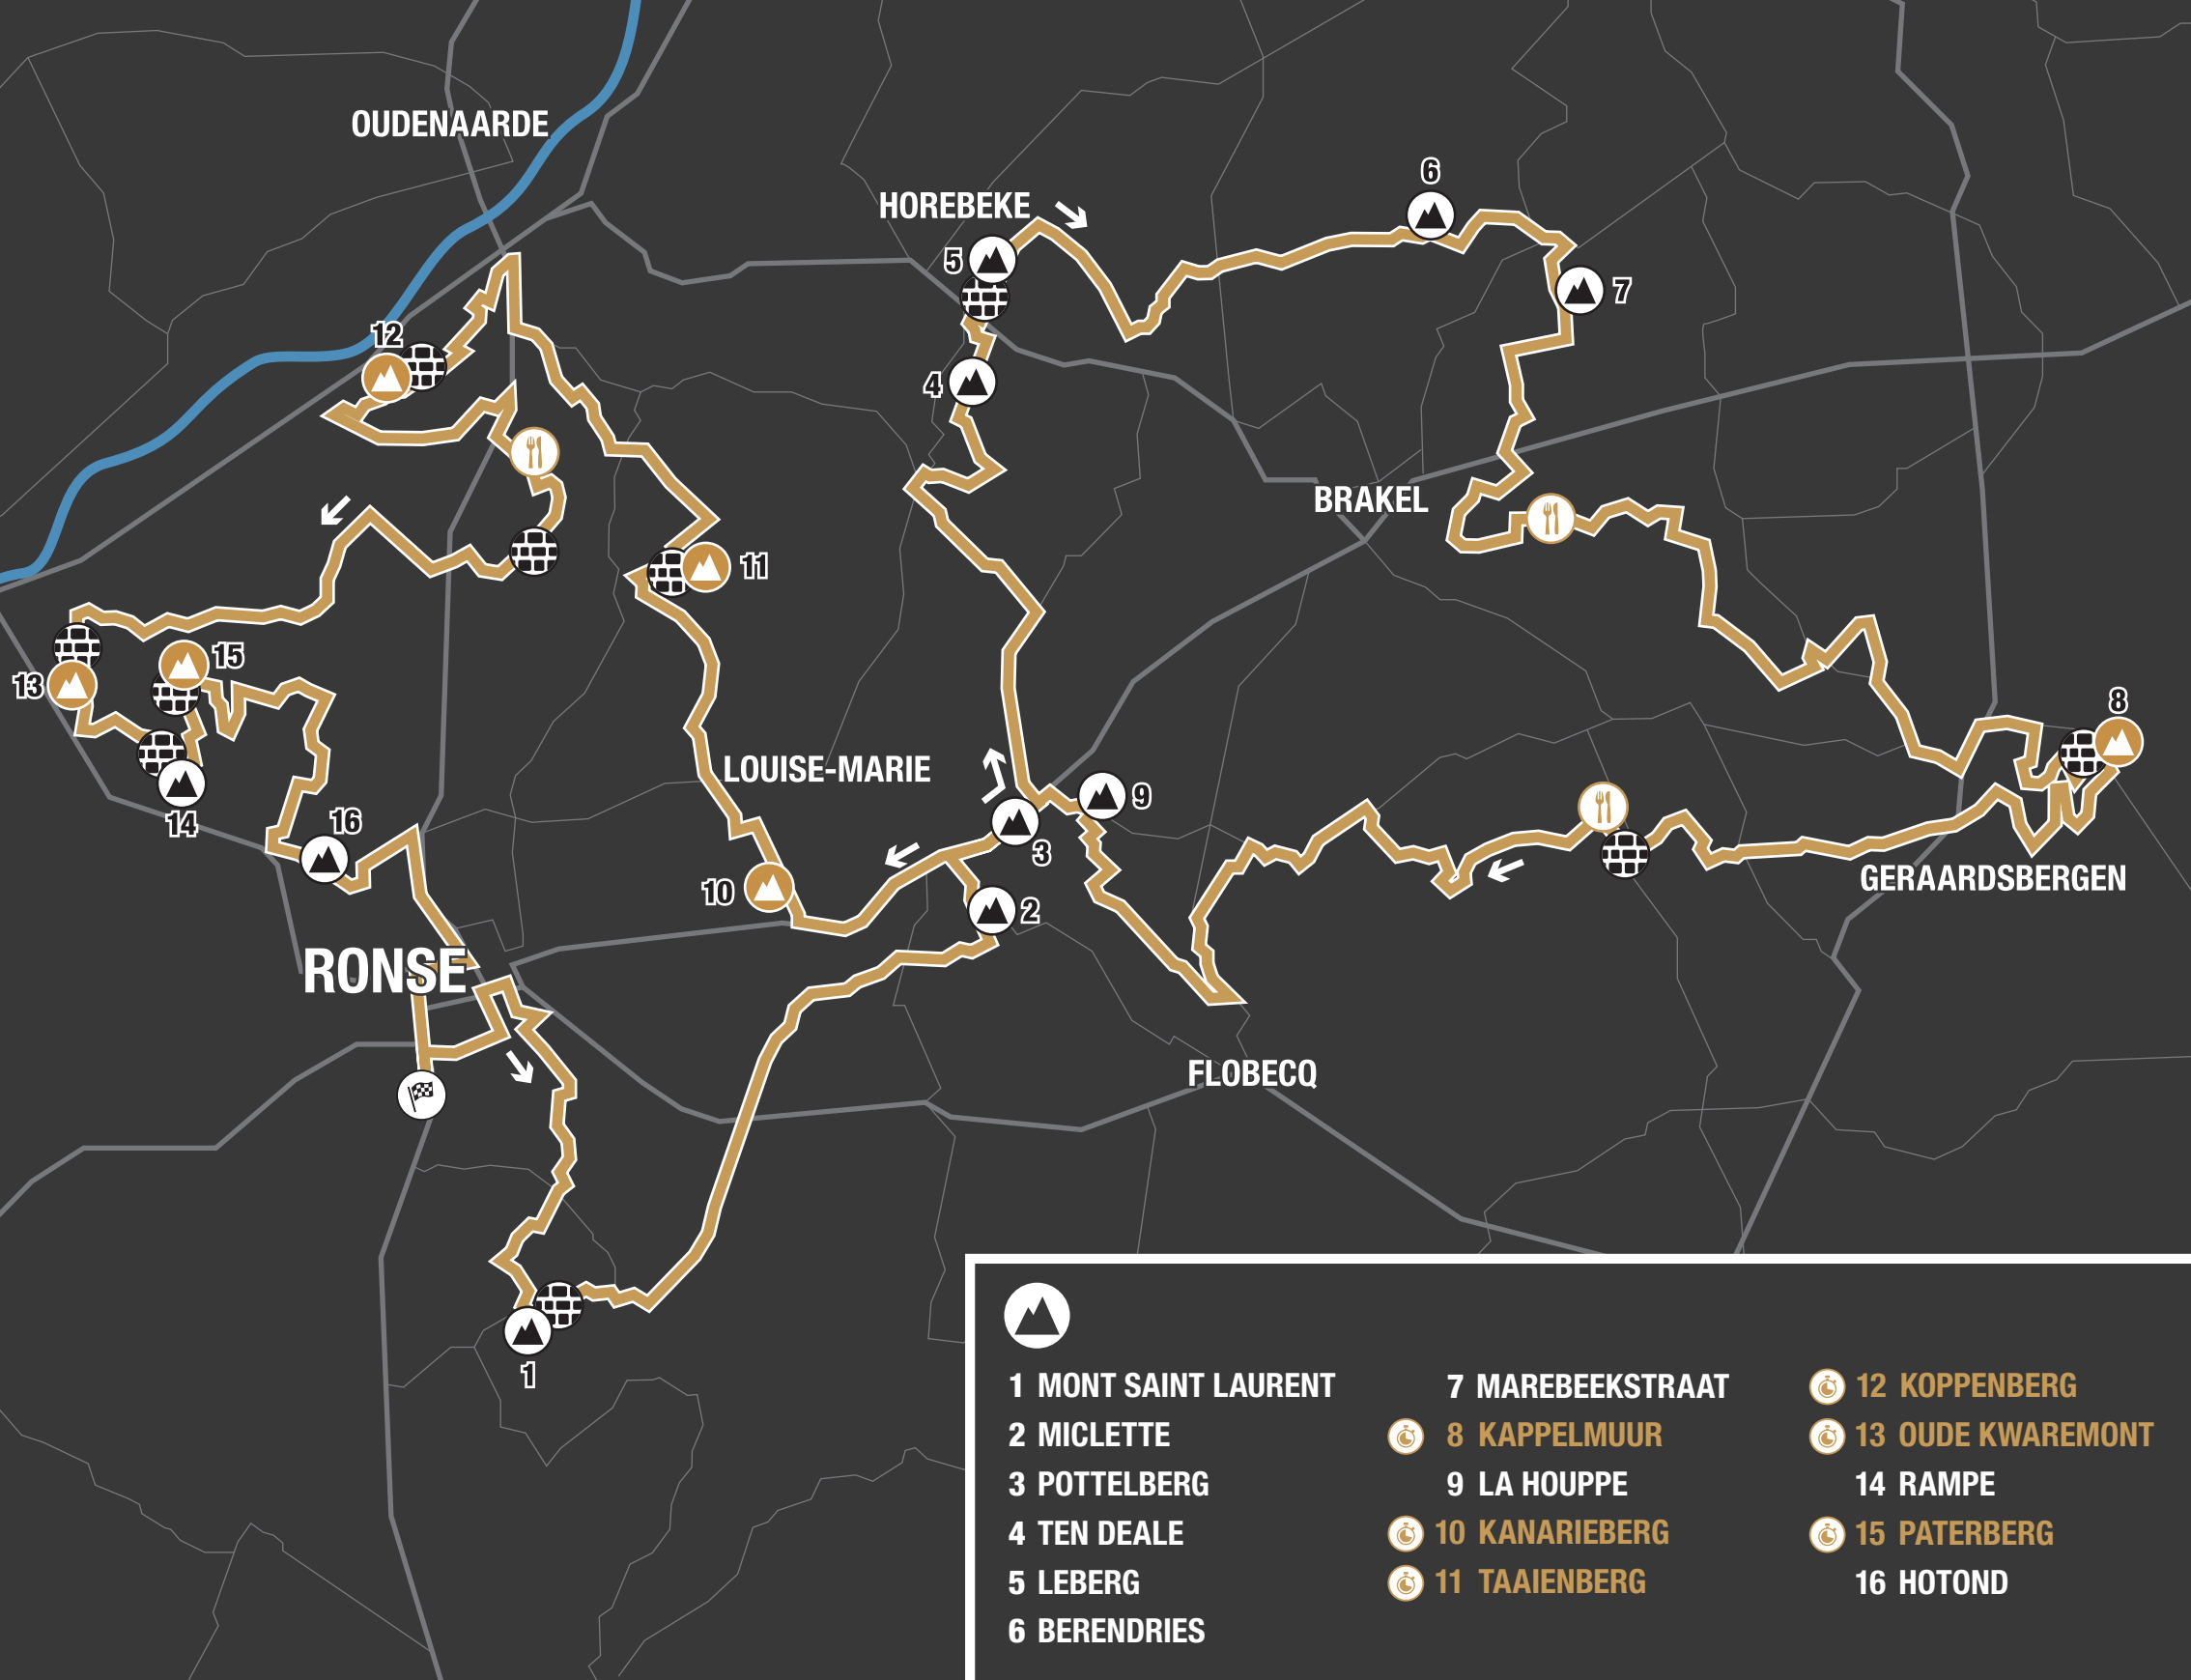 OUDENAARDE
6
HOREBEKE
5
7
12
4
BRAKEL
11
15
13
8
LOUISE-MARIE
9
14
16
3
10
2
GERAARDSBERGEN
RONSE
FLOBECQ
1
1 MONT SAINT LAURENT
2 MICLETTE
3 POTTELBERG
4 TEN DEALE
5 LEBERG
6 BERENDRIES
7 MAREBEEKSTRAAT
8 KAPPELMUUR
9 LA HOUPPE
10 KANARIEBERG
11 TAAIENBERG
12 KOPPENBERG
13 OUDE KWAREMONT
14 RAMPE
15 PATERBERG
16 HOTOND